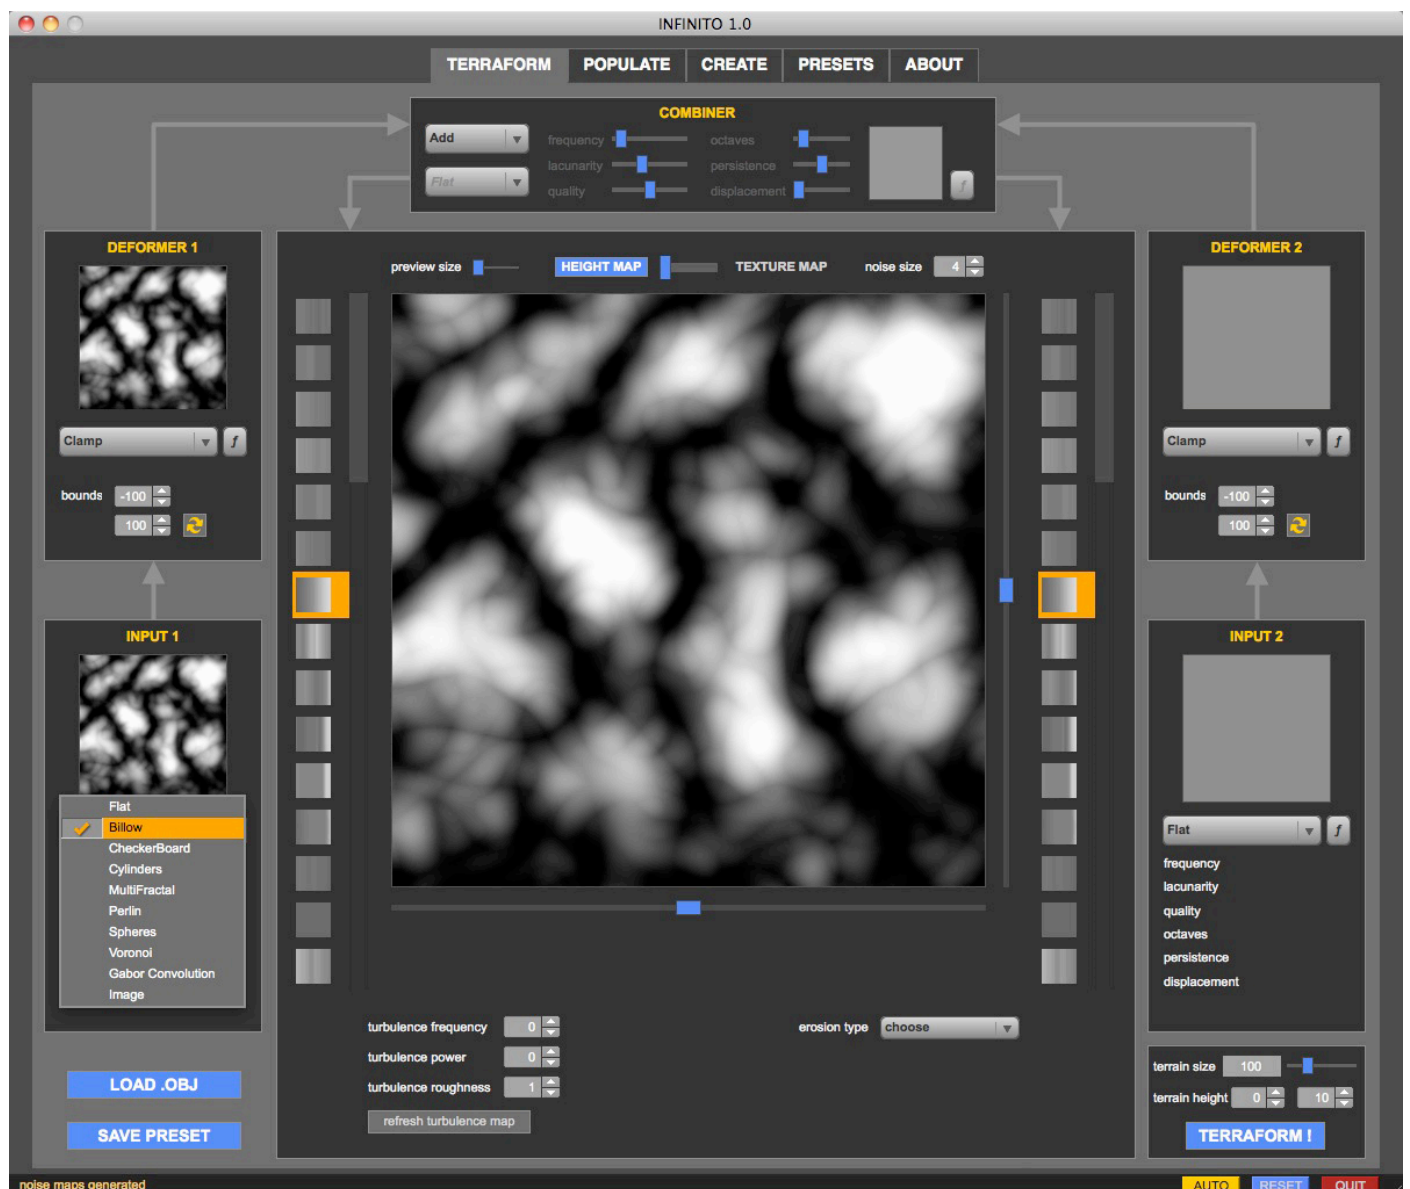 INFINITO 1.0
TERRAFORM POPULATE CREATE PRESETS ABOUT
COMBINER
Add frequency octaves
lacunarity persistence
Flat quality displacement f
DEFORMER 1
Clamp f
bounds -100
100
INPUT 1
Flat
Billow
CheckerBoard
Cylinders
MultiFractal
Perlin
Spheres
Voronoi
Gabor Convolution
Image
LOAD .OBJ
SAVE PRESET
preview size HEIGHT MAP TEXTURE MAP noise size 4
turbulence frequency 0
turbulence power 0
turbulence roughness 1
refresh turbulence map
erosion type choose
DEFORMER 2
Clamp f
bounds -100
100
INPUT 2
Flat f
frequency
lacunarity
quality
octaves
persistence
displacement
terrain size 100
terrain height 0 10
TERRAFORM !
noise maps generated AUTO RESET QUIT